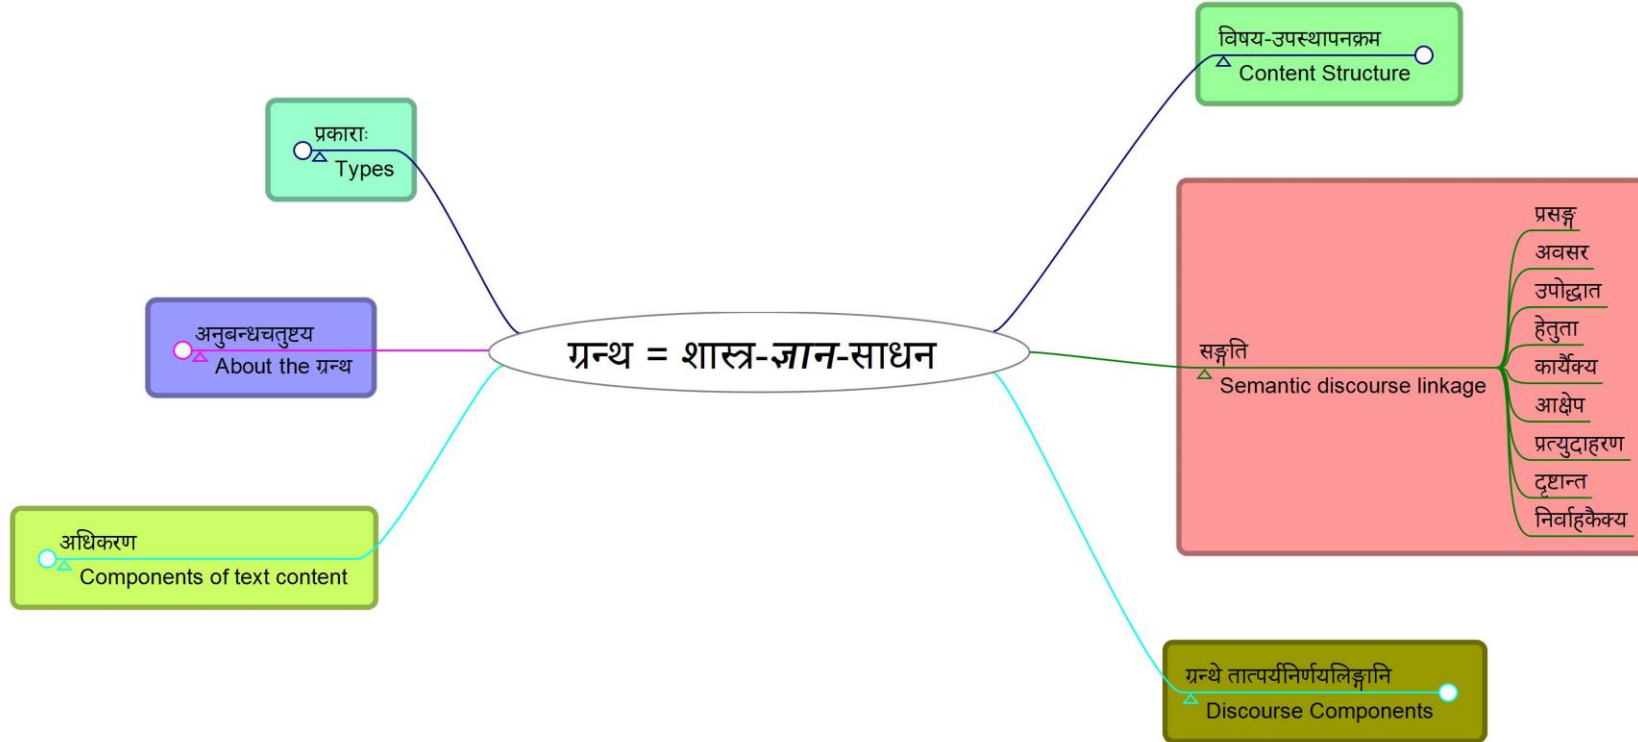 विषय-उपस्थापनक्रम
Content Structure
प्रकाराः
Types
प्रसङ्ग
अवसर
उपोद्धात
हेतुता
कार्यैक्य
आक्षेप
प्रत्युदाहरण
दृष्टान्त
निर्वाहकैक्य
सङ्गति
Semantic discourse linkage
ग्रन्थ = शास्त्र-ज्ञान-साधन
अनुबन्धचतुष्टय
About the ग्रन्थ
अधिकरण
Components of text content
ग्रन्थे तात्पर्यनिर्णयलिङ्गानि
Discourse Components